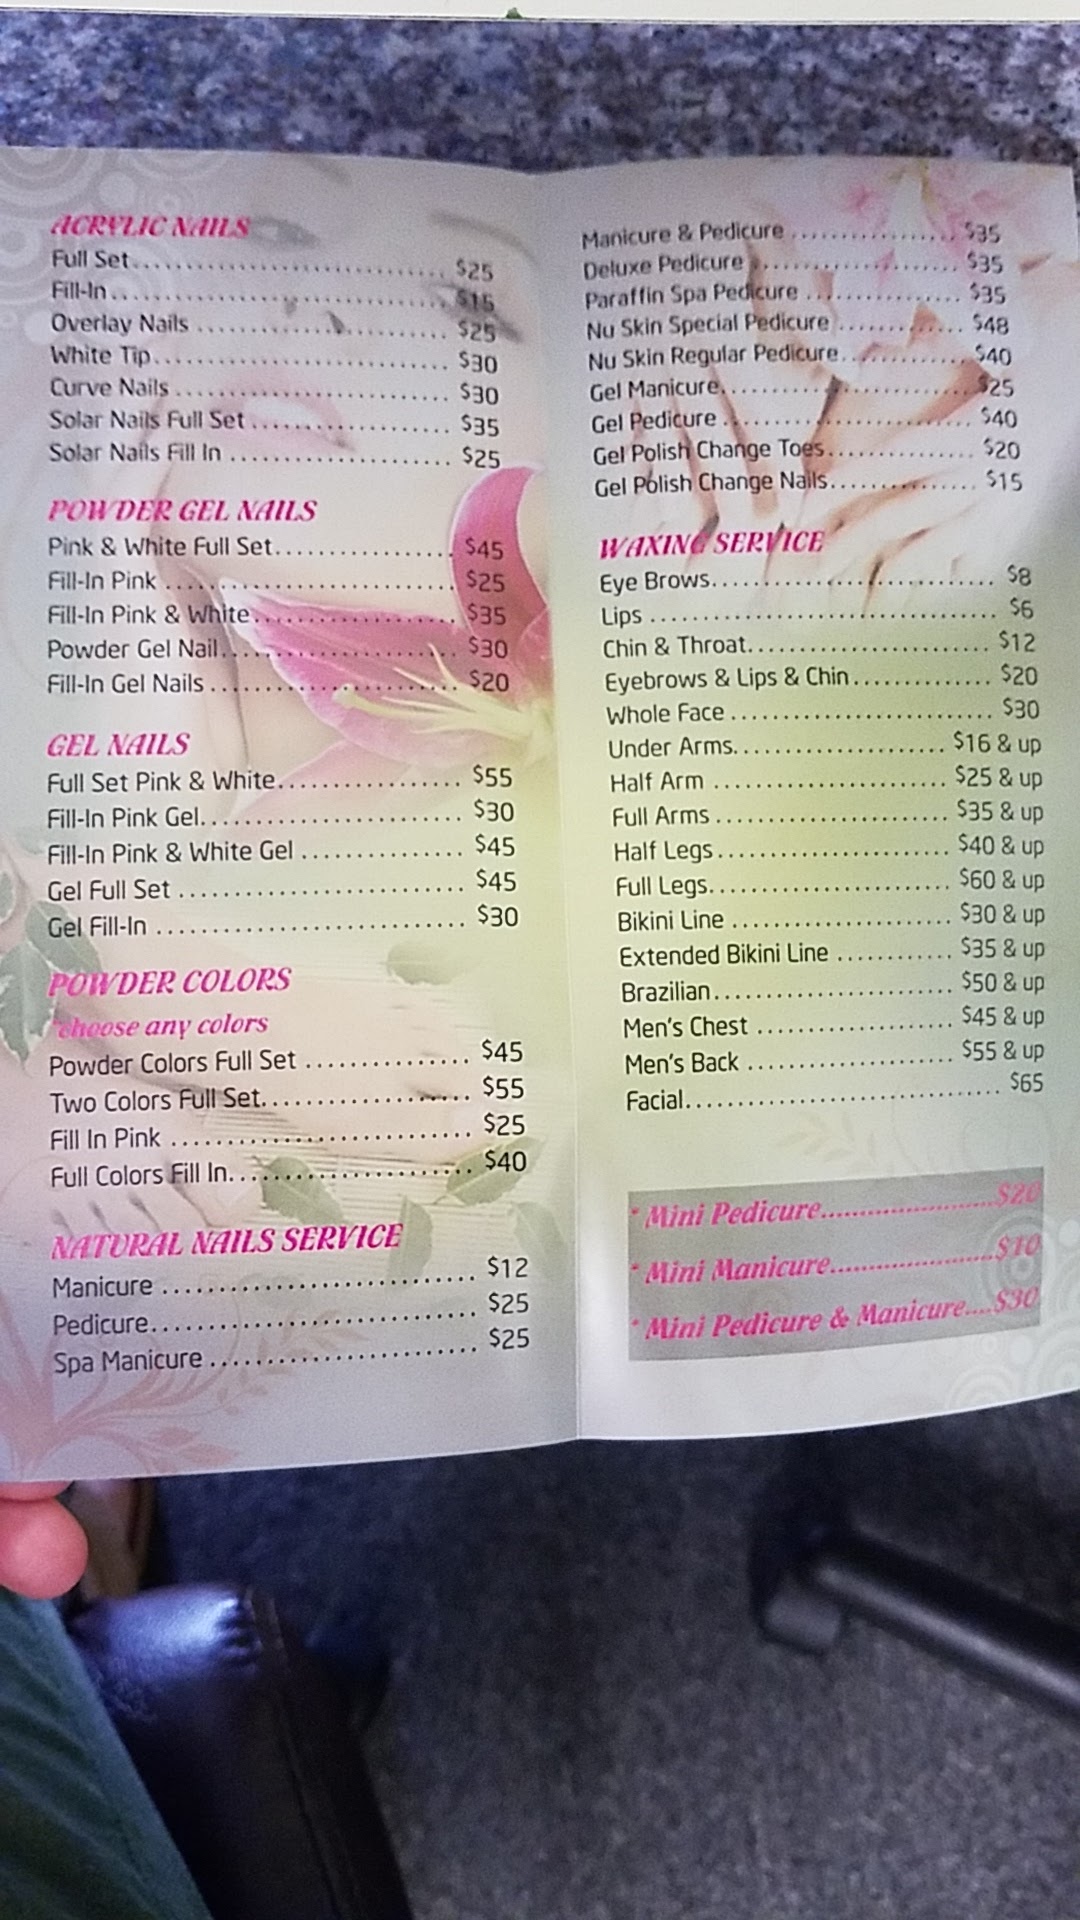 ACRYLIC NAILS
Full Set........................................ $25
Fill-In........................................ $15
Overlay Nails ............................... $25
White Tip.................................... $30
Curve Nails ................................. $30
Solar Nails Full Set ....................... $35
Solar Nails Fill In .......................... $25
POWDER GEL NAILS
Pink & White Full Set.................... $45
Fill-In Pink ................................... $25
Fill-In Pink & White....................... $35
Powder Gel Nail............................ $30
Fill-In Gel Nails ............................ $20
GEL NAILS
Full Set Pink & White.................... $55
Fill-In Pink Gel.............................. $30
Fill-In Pink & White Gel ................ $45
Gel Full Set ................................. $45
Gel Fill-In .................................... $30
POWDER COLORS
*choose any colors
Powder Colors Full Set ................. $45
Two Colors Full Set....................... $55
Fill In Pink ................................... $25
Full Colors Fill In........................... $40
NATURAL NAILS SERVICE
Manicure .................................... $12
Pedicure...................................... $25
Spa Manicure ............................... $25
Manicure & Pedicure .................... $35
Deluxe Pedicure .......................... $35
Paraffin Spa Pedicure .................. $35
Nu Skin Special Pedicure .............. $48
Nu Skin Regular Pedicure.............. $40
Gel Manicure................................ $25
Gel Pedicure ................................ $40
Gel Polish Change Toes................. $20
Gel Polish Change Nails................. $15
WAXING SERVICE
Eye Brows.................................... $8
Lips ............................................. $6
Chin & Throat............................... $12
Eyebrows & Lips & Chin................. $20
Whole Face .................................. $30
Under Arms........................ $16 & up
Half Arm ............................ $25 & up
Full Arms ........................... $35 & up
Half Legs............................ $40 & up
Full Legs............................. $60 & up
Bikini Line .......................... $30 & up
Extended Bikini Line ............ $35 & up
Brazilian............................. $50 & up
Men's Chest ....................... $45 & up
Men's Back ......................... $55 & up
Facial.......................................... $65
* Mini Pedicure........................$20
* Mini Manicure......................$10
* Mini Pedicure & Manicure....$30